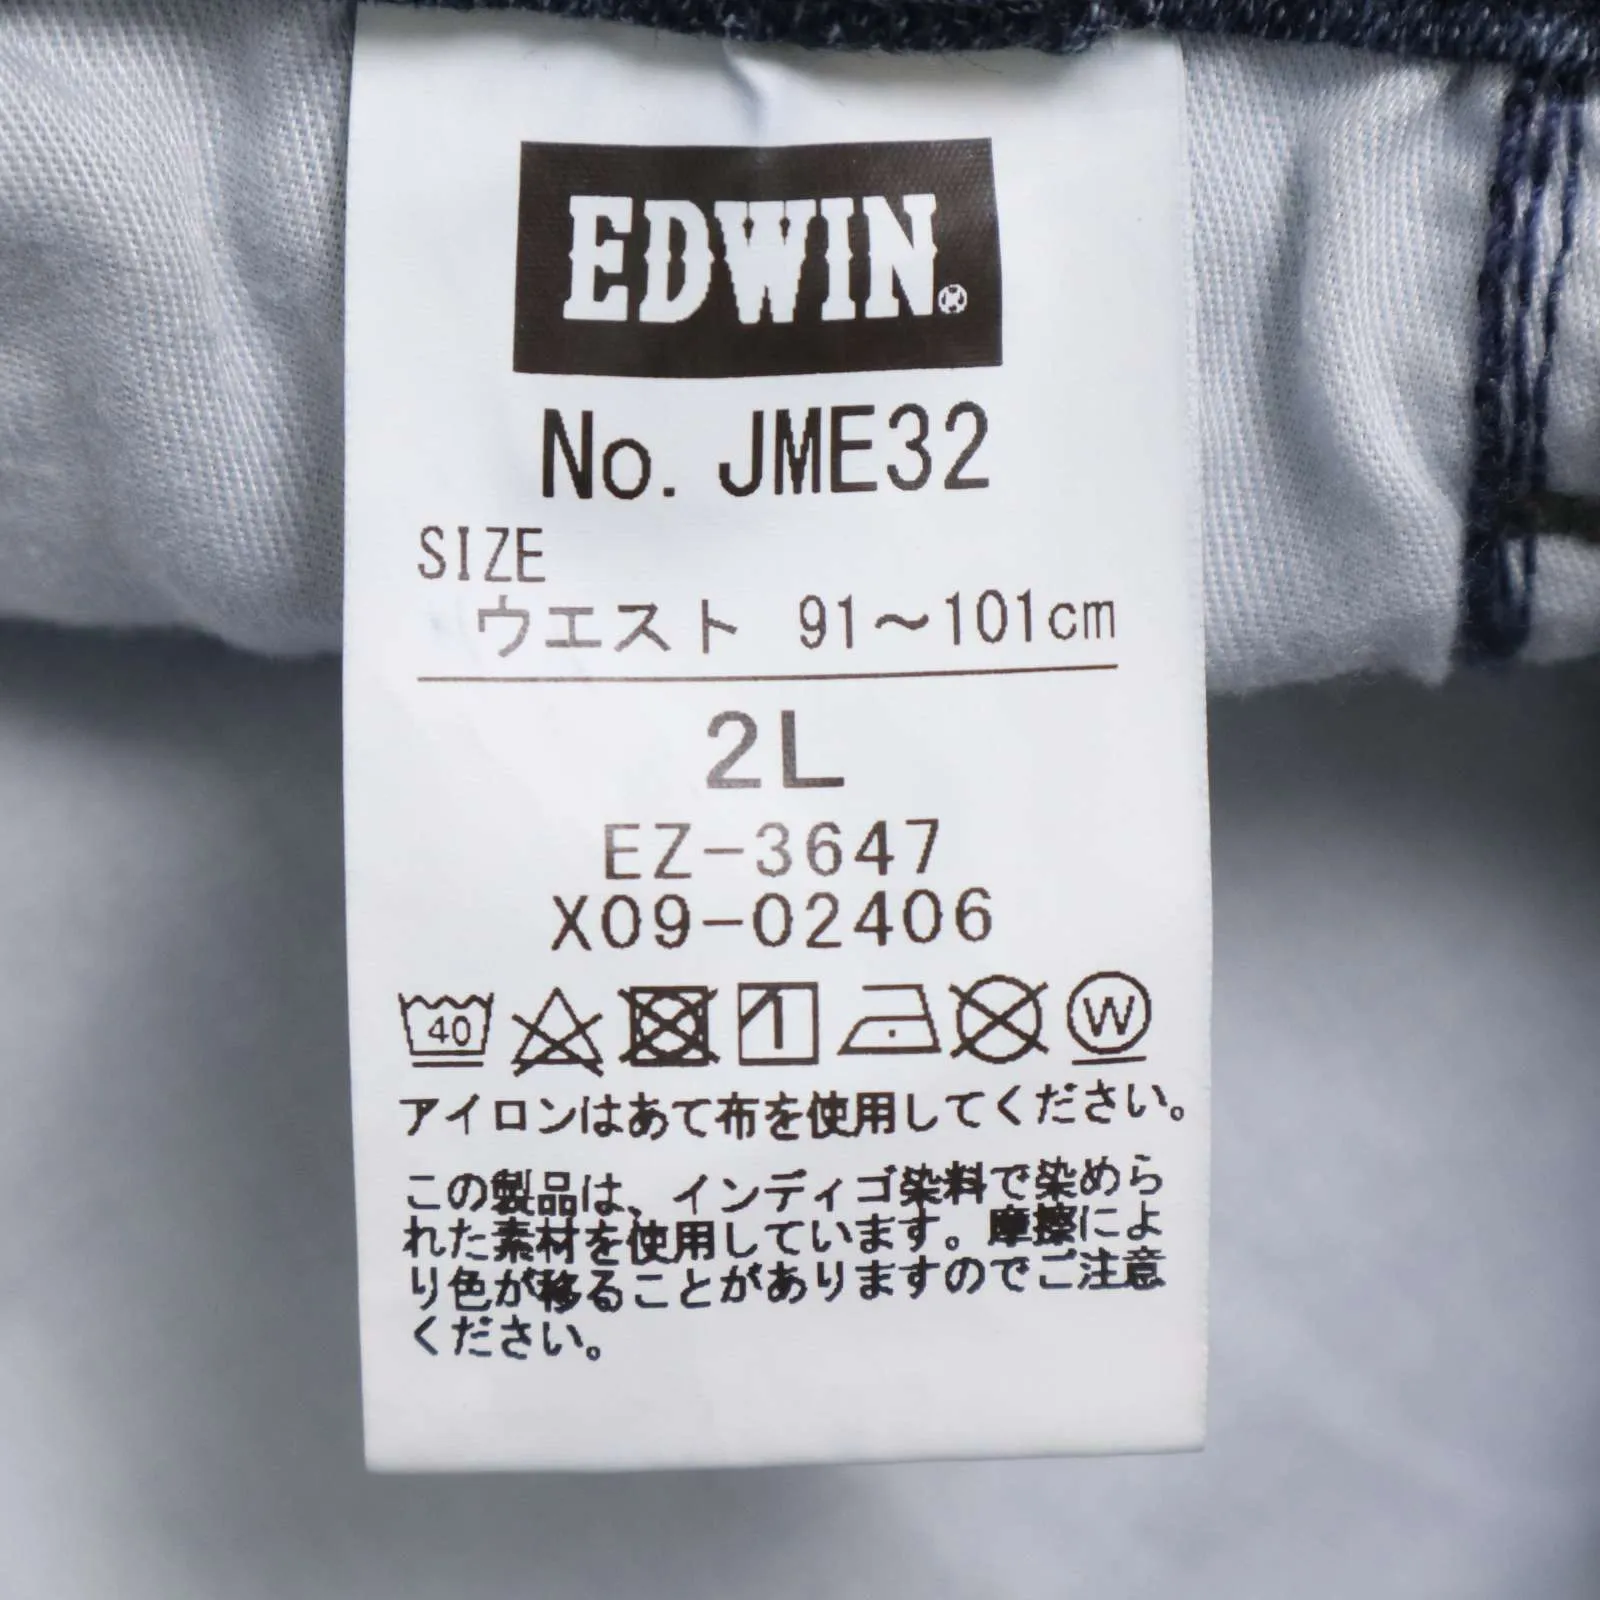 EDWIN®
No. JME32
SIZE
ウエスト 91〜101cm
2L
EZ-3647
X09-02406
40
W
アイロンはあて布を使用してください。
この製品は、インディゴ染料で染めら
れた素材を使用しています。摩擦によ
り色が移ることがありますのでご注意
ください。